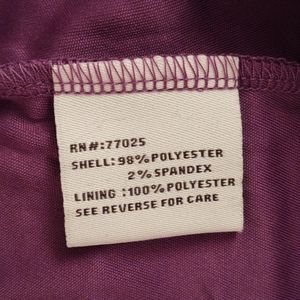 RN#:77025
SHELL:98%POLYESTER
2%SPANDEX
LINING:100%POLYESTER
SEE REVERSE FOR CARE